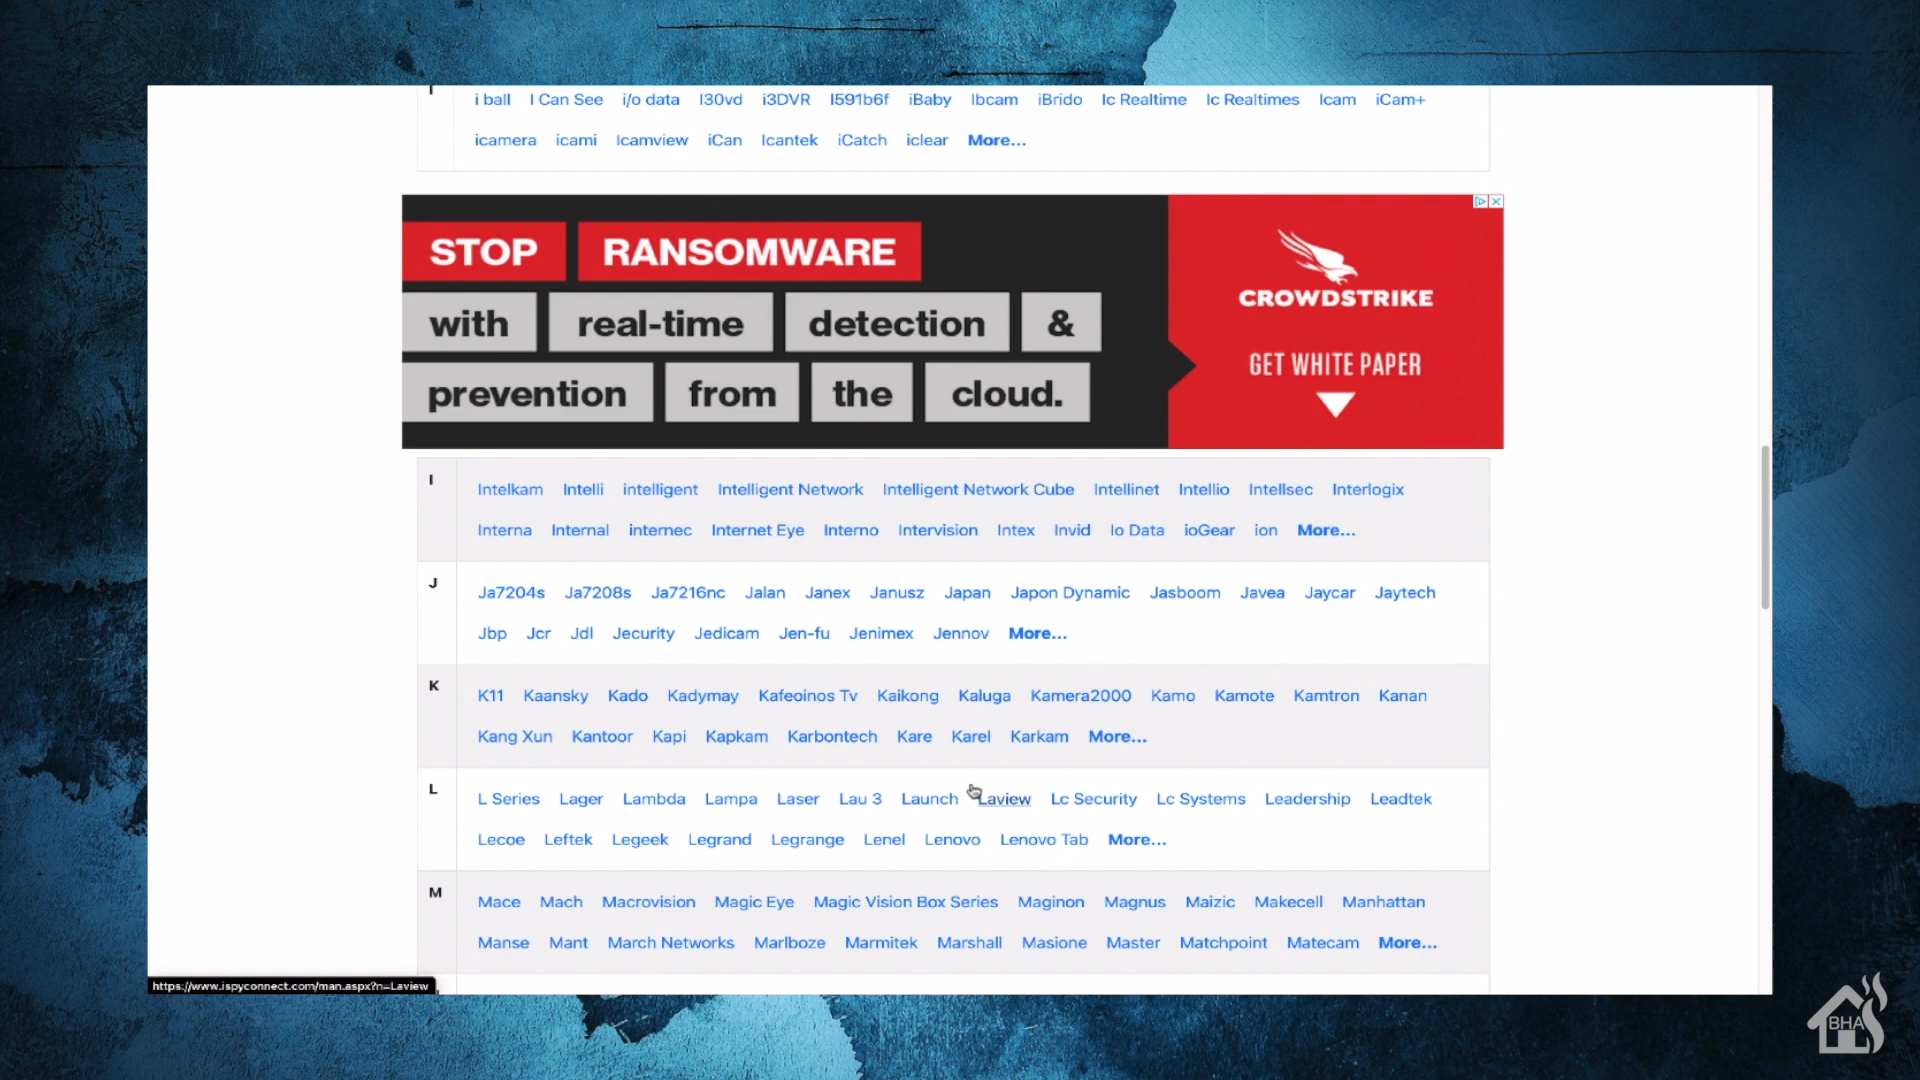 I
i ball I Can See i/o data I30vd i3DVR I591b6f iBaby Ibcam iBrido Ic Realtime Ic Realtimes Icam iCam+
icamera icami Icamview iCan Icantek iCatch iclear More...
STOP RANSOMWARE
with real-time detection &
prevention from the cloud.
CROWDSTRIKE
GET WHITE PAPER
I
Intelkam Intelli intelligent Intelligent Network Intelligent Network Cube Intellinet Intellio Intellsec Interlogix
Interna Internal internec Internet Eye Interno Intervision Intex Invid Io Data ioGear ion More...
J
Ja7204s Ja7208s Ja7216nc Jalan Janex Janusz Japan Japon Dynamic Jasboom Javea Jaycar Jaytech
Jbp Jcr Jdl Jecurity Jedicam Jen-fu Jenimex Jennov More...
K
K11 Kaansky Kado Kadymay Kafeoinos Tv Kaikong Kaluga Kamera2000 Kamo Kamote Kamtron Kanan
Kang Xun Kantoor Kapi Kapkam Karbontech Kare Karel Karkam More...
L
L Series Lager Lambda Lampa Laser Lau 3 Launch Laview Lc Security Lc Systems Leadership Leadtek
Lecoe Leftek Legeek Legrand Legrange Lenel Lenovo Lenovo Tab More...
M
Mace Mach Macrovision Magic Eye Magic Vision Box Series Maginon Magnus Maizic Makecell Manhattan
Manse Mant March Networks Marlboze Marmitek Marshall Masione Master Matchpoint Matecam More...
https://www.ispyconnect.com/man.aspx?n=Laview
BHA